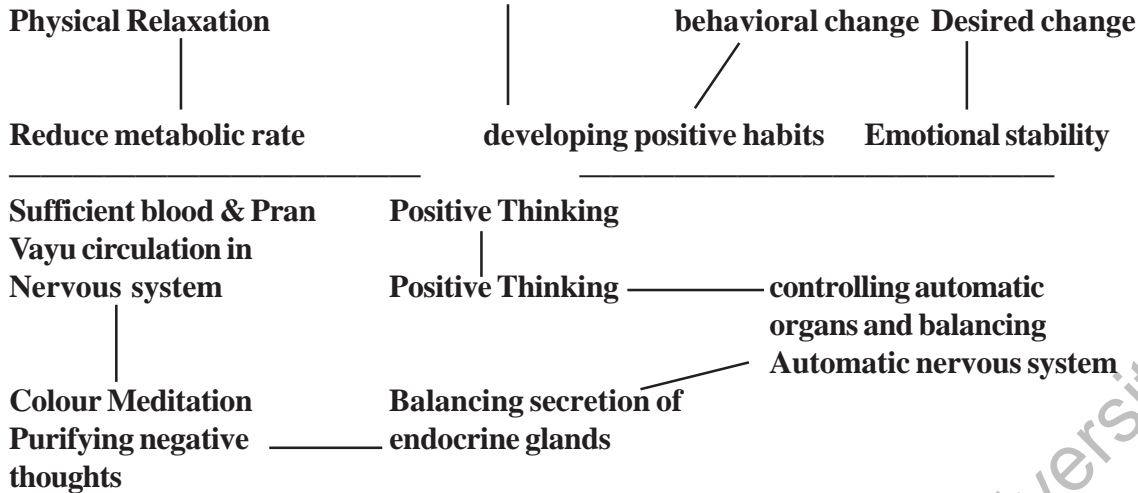 Physical Relaxation behavioral change Desired change
Reduce metabolic rate developing positive habits Emotional stability
Sufficient blood & Pran Positive Thinking
Vayu circulation in
Nervous system Positive Thinking controlling automatic
organs and balancing
Automatic nervous system
Colour Meditation Balancing secretion of
Purifying negative endocrine glands
thoughts